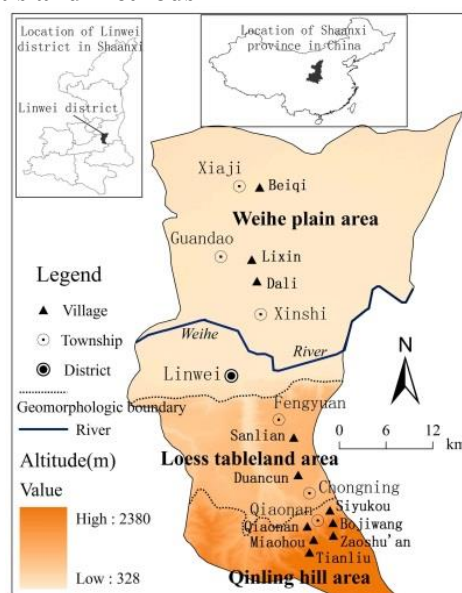 Location of Linwei
district in Shaanxi
Linwei district
Location of Shaanxi
province in China
Xiaji
Beiqi
Weihe plain area
Guandao
Lixin
Dali
Xinshi
Legend
Village
Township
District
Geomorphologic boundary
River
Altitude(m)
Value
High : 2380
Low : 328
Weihe
River
Linwei
N
0 6 12
km
Fengyuan
Sanlian
Loess tableland area
Duancun
Chongning
Siyukou
Qiaonan
Qiaonan
Bojiwang
Miaohou
Zaoshu'an
Tianliu
Qinling hill area